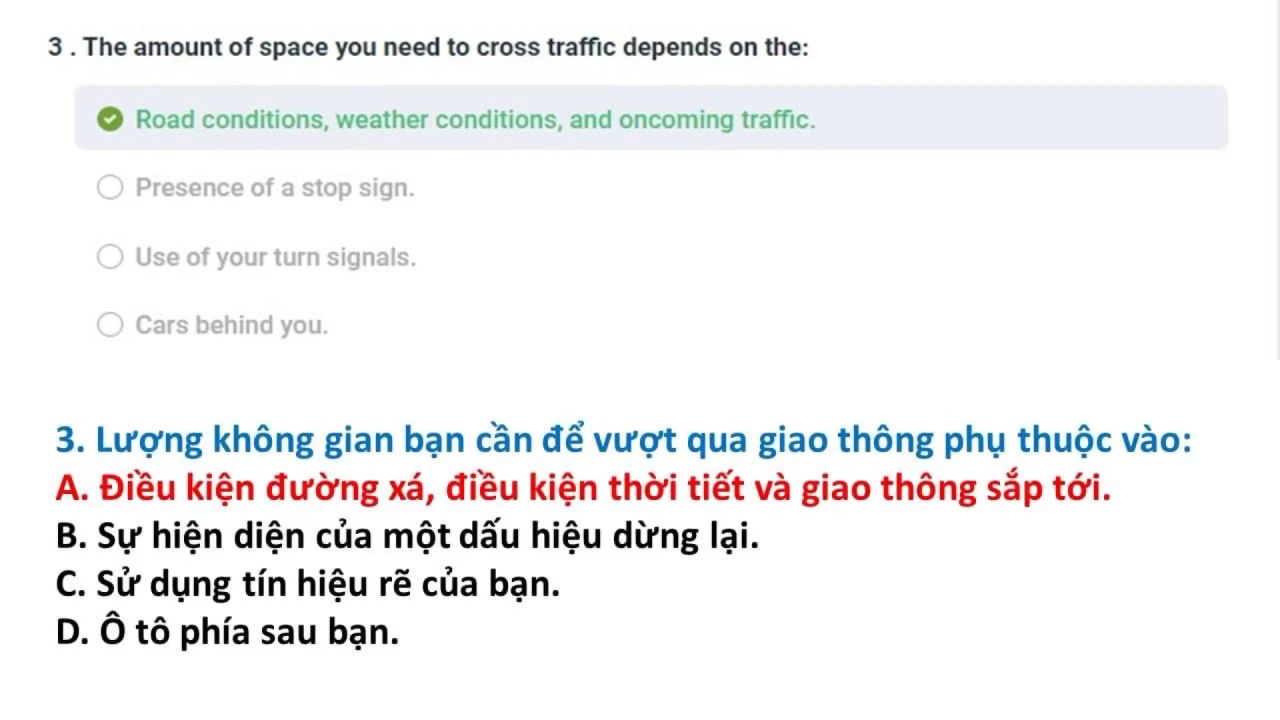 3 . The amount of space you need to cross traffic depends on the:
Road conditions, weather conditions, and oncoming traffic.
Presence of a stop sign.
Use of your turn signals.
Cars behind you.
3. Lượng không gian bạn cần để vượt qua giao thông phụ thuộc vào:
A. Điều kiện đường xá, điều kiện thời tiết và giao thông sắp tới.
B. Sự hiện diện của một dấu hiệu dừng lại.
C. Sử dụng tín hiệu rẽ của bạn.
D. Ô tô phía sau bạn.